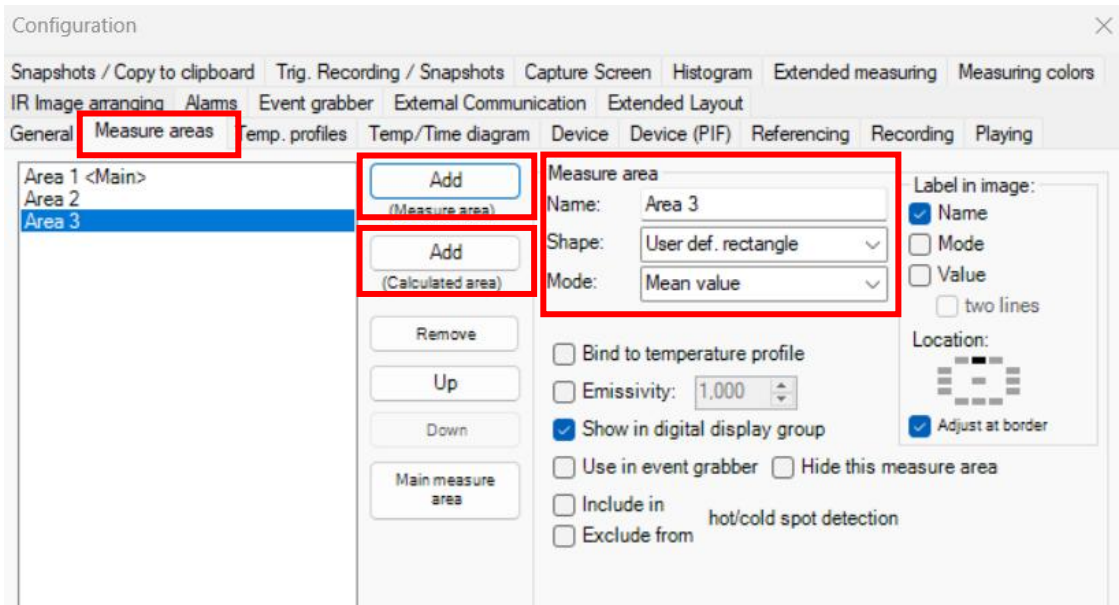 Configuration
Snapshots / Copy to clipboard Trig. Recording / Snapshots Capture Screen Histogram Extended measuring Measuring colors
IR Image arranging Alarms Event grabber External Communication Extended Layout
General Measure areas Temp. profiles Temp/Time diagram Device Device (PIF) Referencing Recording Playing
Area 1 <Main>
Area 2
Area 3
Add
(Measure area)
Add
(Calculated area)
Remove
Up
Down
Main measure
area
Measure area
Name: Area 3
Shape: User def. rectangle
Mode: Mean value
Bind to temperature profile
Emissivity: 1,000
Show in digital display group
Use in event grabber Hide this measure area
Include in
hot/cold spot detection
Exclude from
Label in image:
Name
Mode
Value
two lines
Location:
Adjust at border